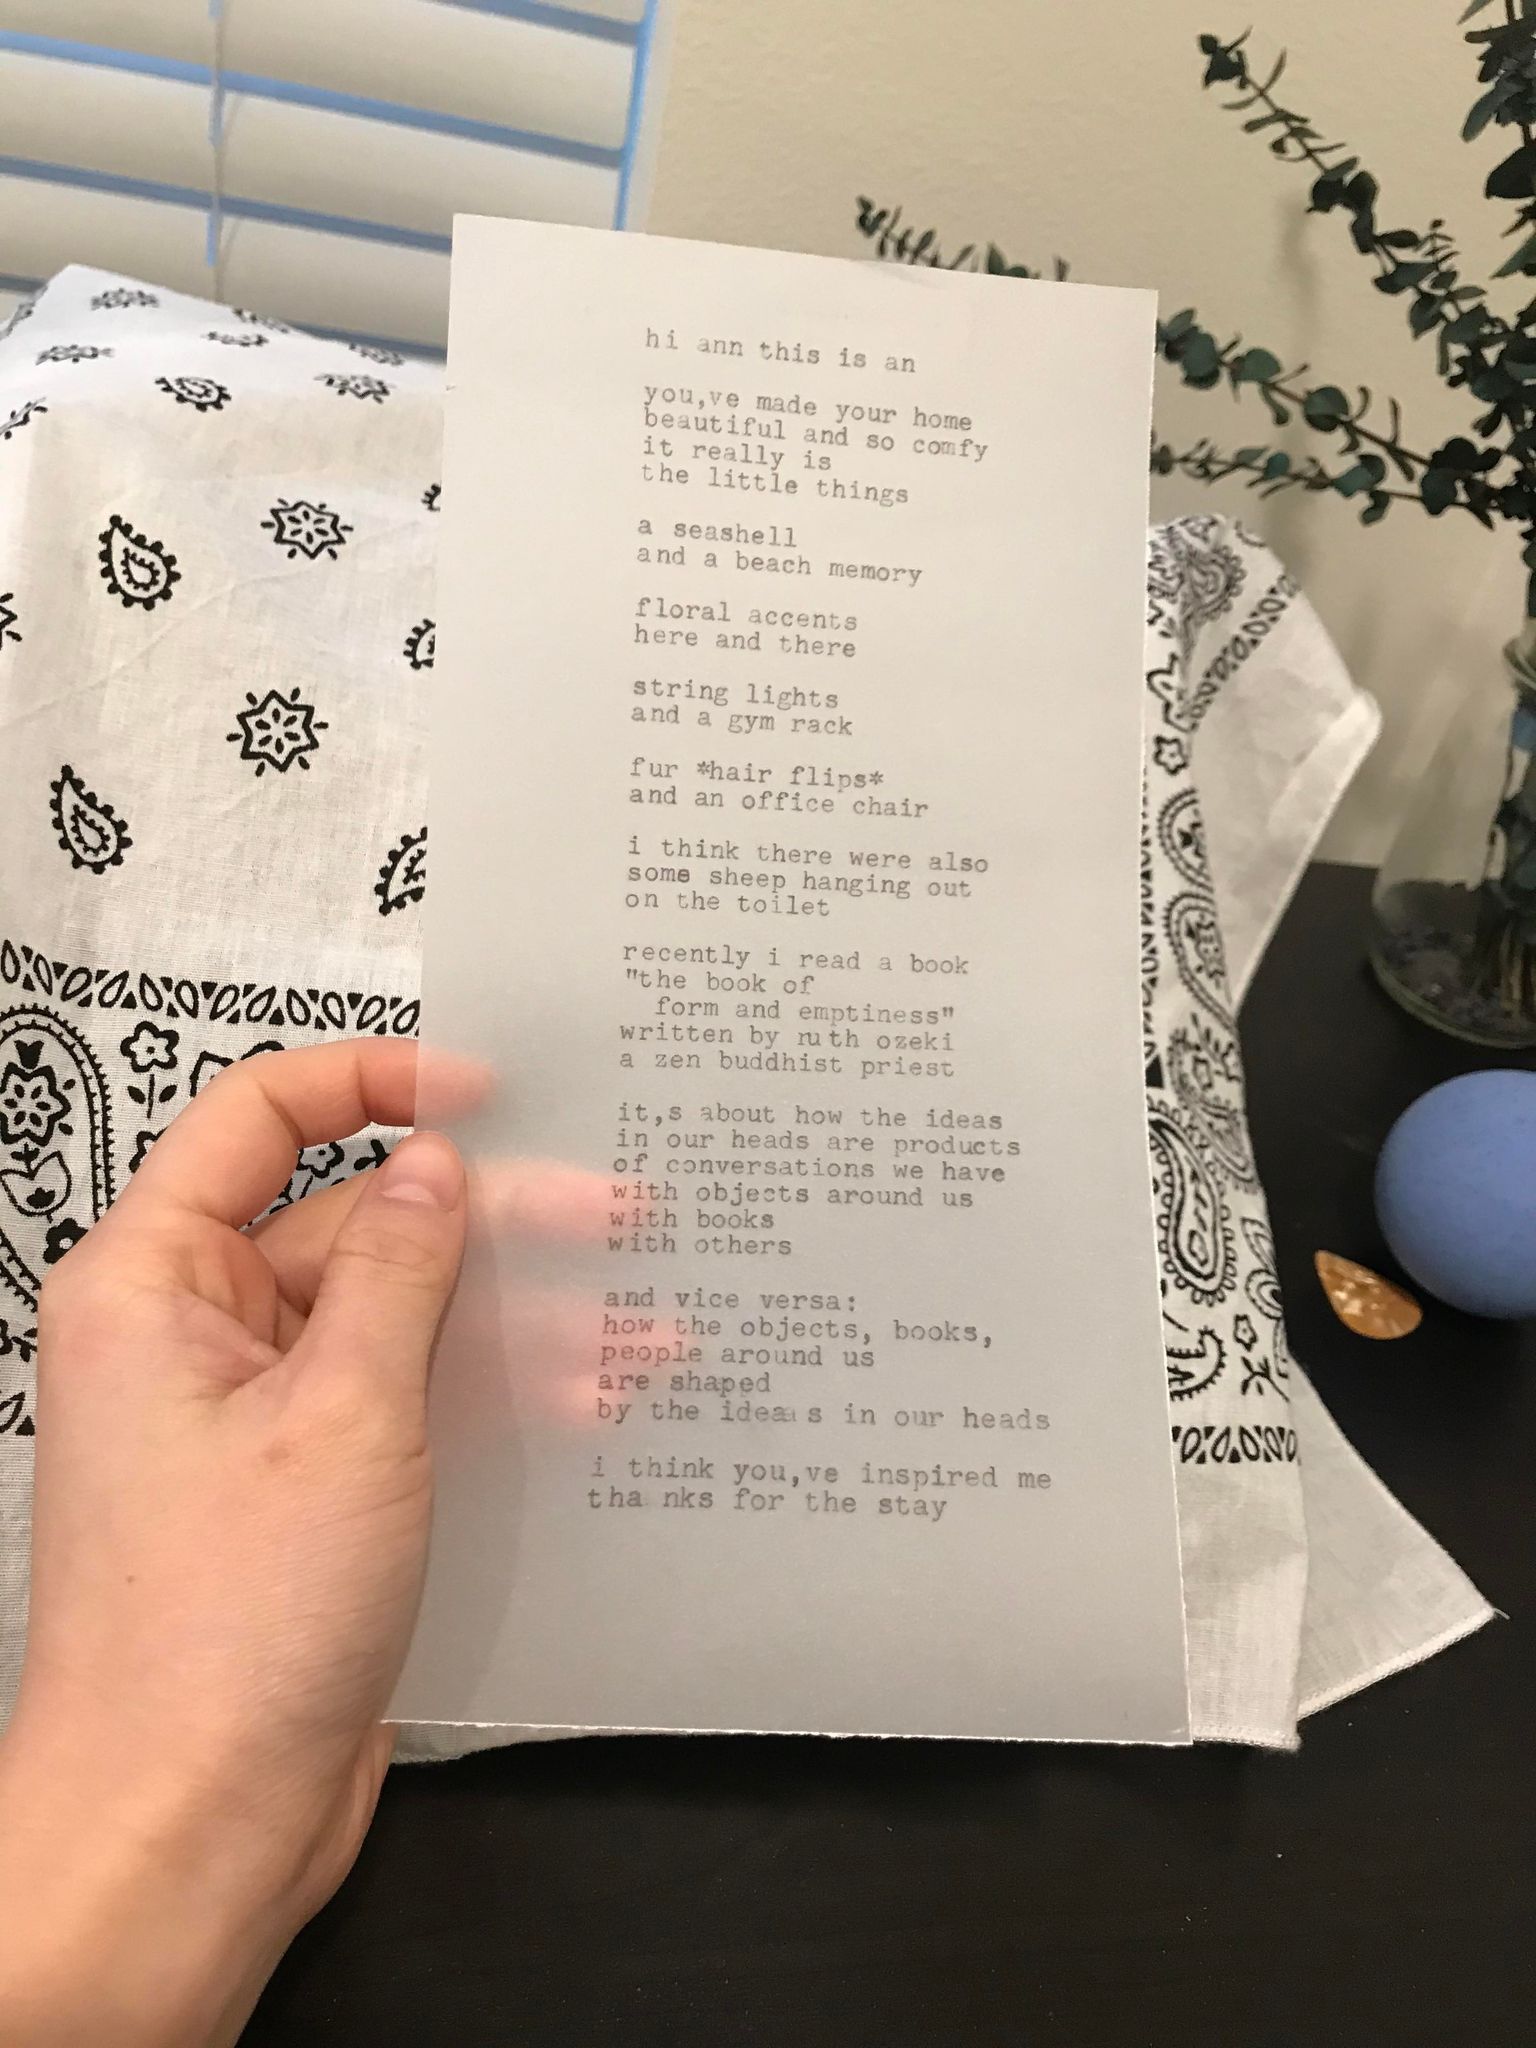 hi ann this is an
you,ve made your home
beautiful and so comfy
it really is
the little things
a seashell
and a beach memory
floral accents
here and there
string lights
and a gym rack
fur *hair flips*
and an office chair
i think there were also
some sheep hanging out
on the toilet
recently i read a book
"the book of
form and emptiness"
written by ruth ozeki
a zen buddhist priest
it,s about how the ideas
in our heads are products
of conversations we have
with objects around us
with books
with others
and vice versa:
how the objects, books,
people around us
are shaped
by the ideaa s in our heads
i think you,ve inspired me
tha nks for the stay